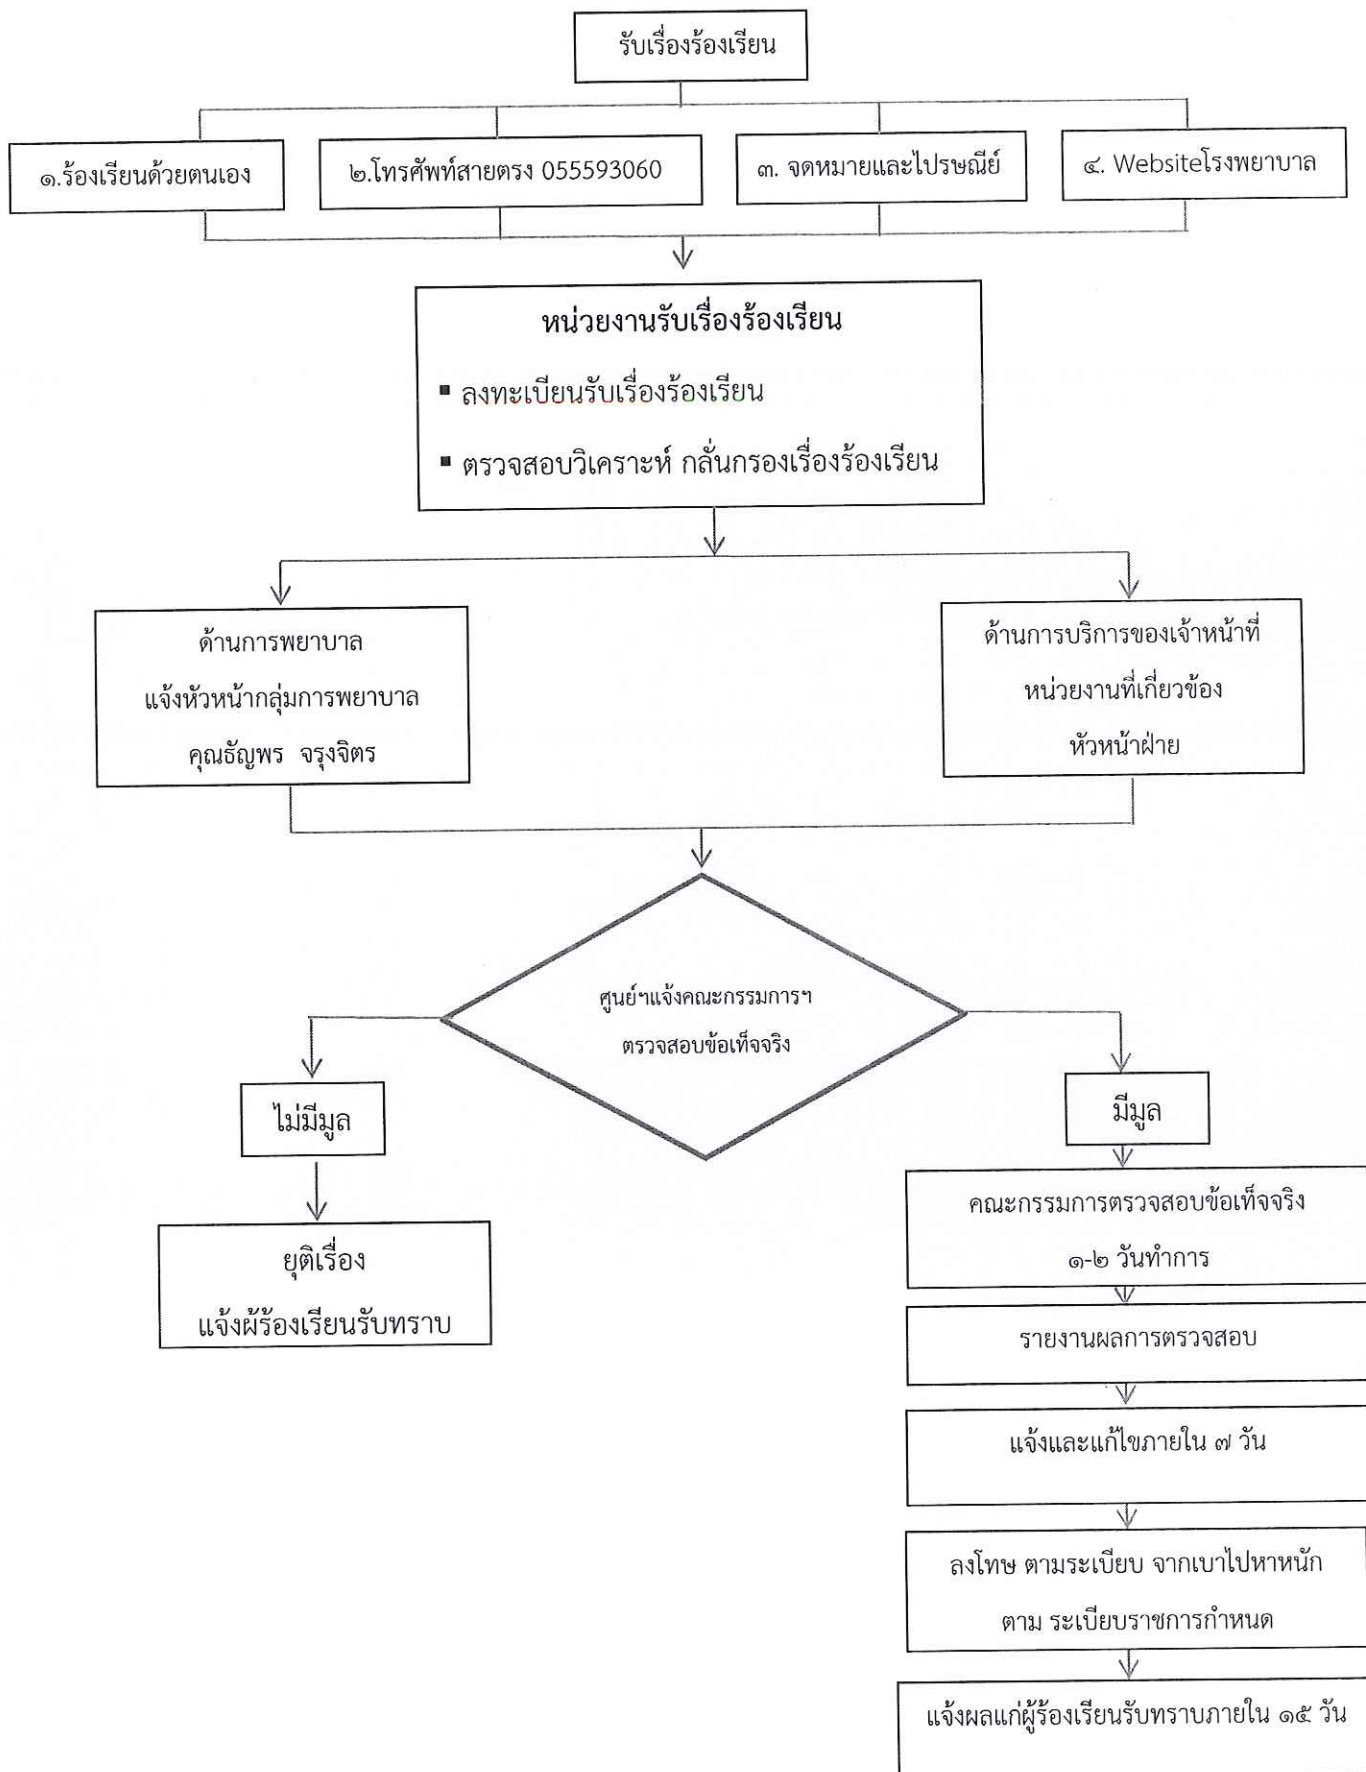 รับเรื่องร้องเรียน
๑.ร้องเรียนด้วยตนเอง
๒.โทรศัพท์สายตรง 055593060
๓. จดหมายและไปรษณีย์
๔. Websiteโรงพยาบาล
หน่วยงานรับเรื่องร้องเรียน
▪ ลงทะเบียนรับเรื่องร้องเรียน
▪ ตรวจสอบวิเคราะห์ กลั่นกรองเรื่องร้องเรียน
ด้านการพยาบาล
แจ้งหัวหน้ากลุ่มการพยาบาล
คุณธัญพร จรุงจิตร
ด้านการบริการของเจ้าหน้าที่
หน่วยงานที่เกี่ยวข้อง
หัวหน้าฝ่าย
ศูนย์ฯแจ้งคณะกรรมการฯ
ตรวจสอบข้อเท็จจริง
ไม่มีมูล
ยุติเรื่อง
แจ้งผู้ร้องเรียนรับทราบ
มีมูล
คณะกรรมการตรวจสอบข้อเท็จจริง
๑-๒ วันทำการ
รายงานผลการตรวจสอบ
แจ้งและแก้ไขภายใน ๗ วัน
ลงโทษ ตามระเบียบ จากเบาไปหาหนัก
ตาม ระเบียบราชการกำหนด
แจ้งผลแก่ผู้ร้องเรียนรับทราบภายใน ๑๕ วัน